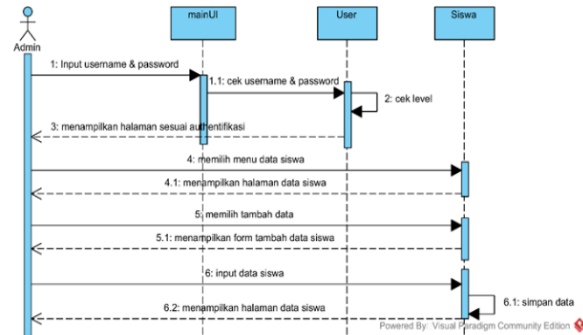 mainUI
User
Siswa
Admin
1: Input username & password
1.1: cek username & password
2: cek level
3: menampilkan halaman sesuai authentifikasi
4: memilih menu data siswa
4.1: menampilkan halaman data siswa
5: memilih tambah data
5.1: menampilkan form tambah data siswa
6: input data siswa
6.1: simpan data
6.2: menampilkan halaman data siswa
Powered By: Visual Paradigm Community Edition